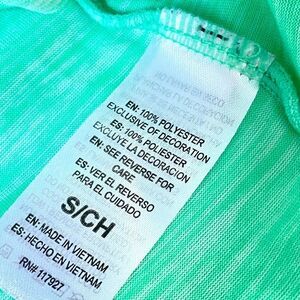 EN: 100% POLYESTER
EXCLUSIVE OF DECORATION
ES: 100% POLIESTER
EXCLUYE LA DECORACIÓN
EN: SEE REVERSE FOR
CARE
ES: VER EL REVERSO
PARA EL CUIDADO
S/CH
EN: MADE IN VIETNAM
ES: HECHO EN VIETNAM
RN# 117927